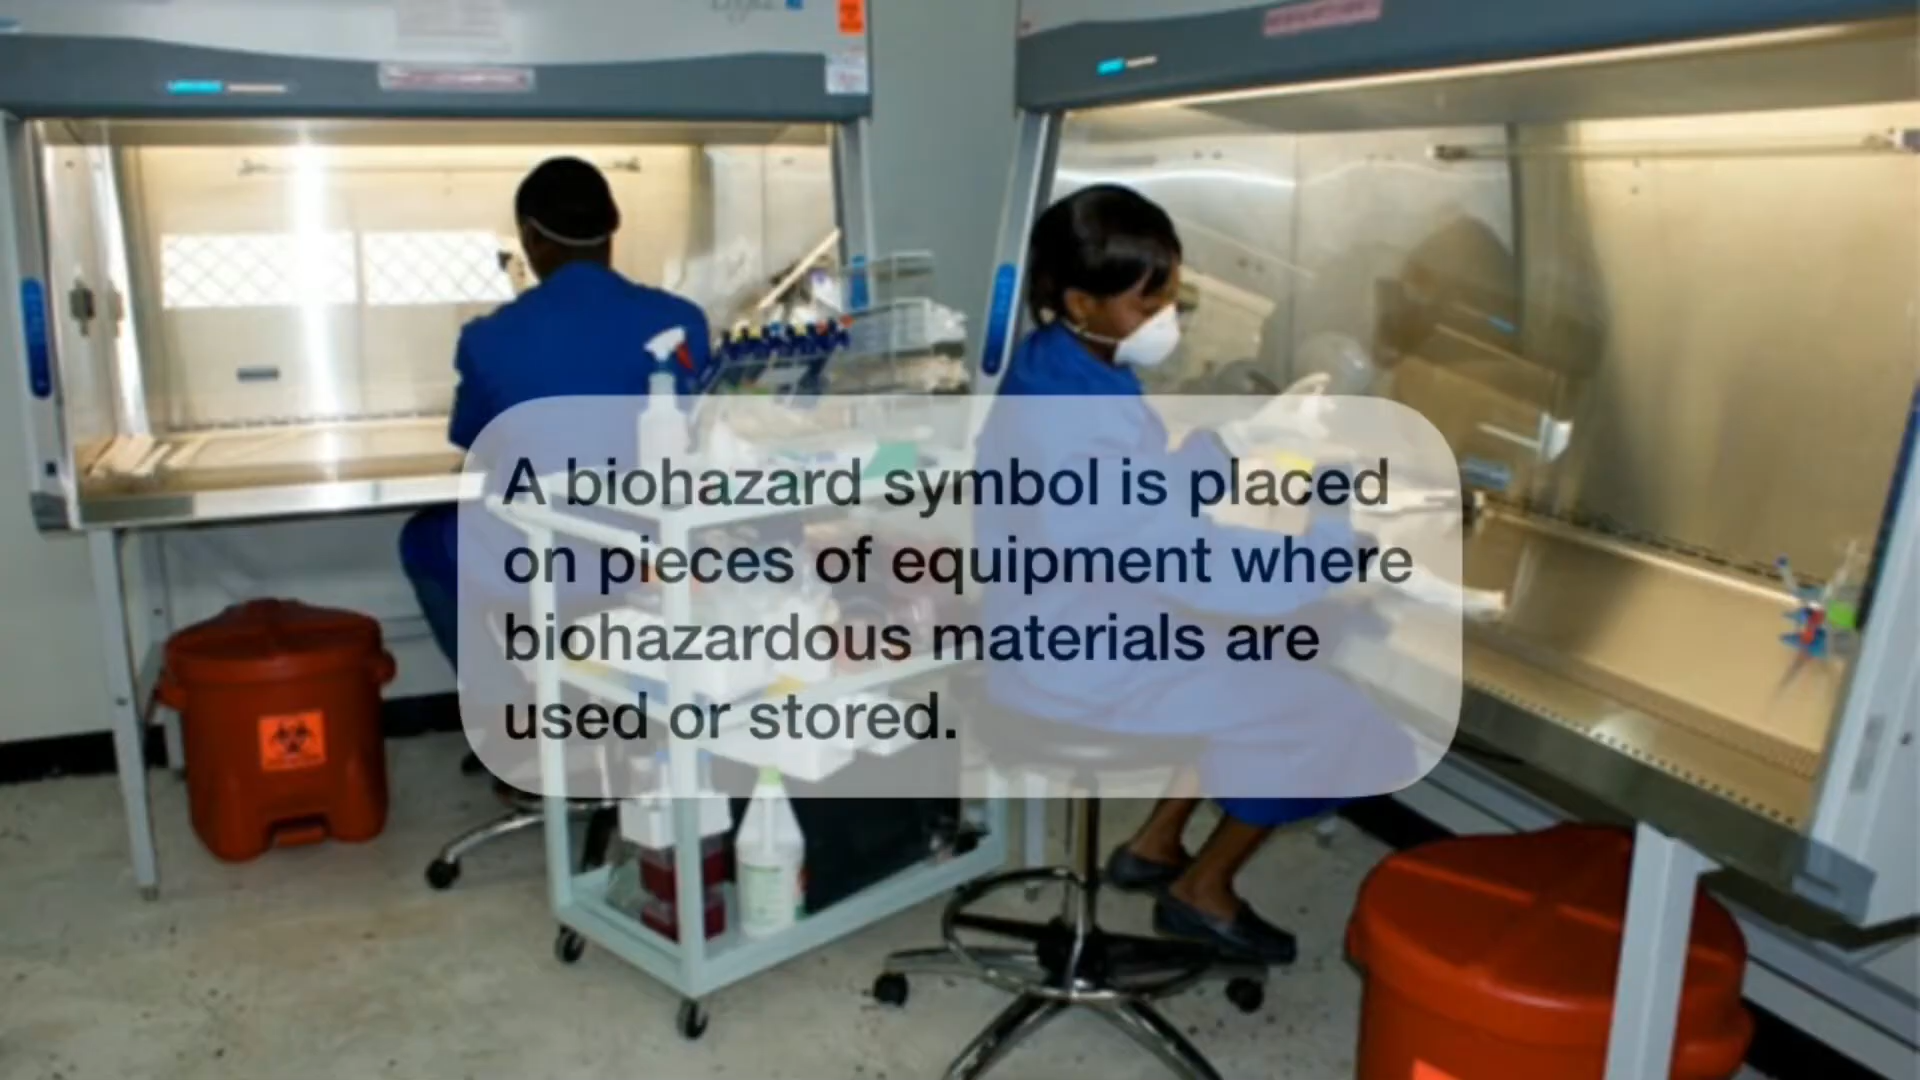 A biohazard symbol is placed
on pieces of equipment where
biohazardous materials are
used or stored.